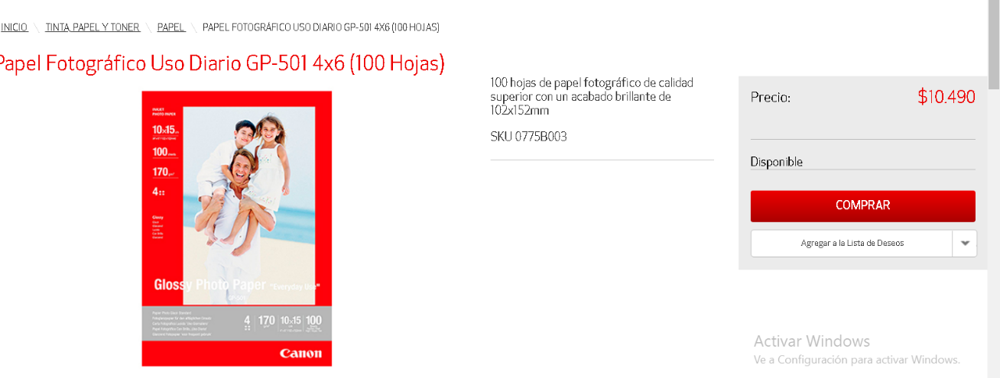 INICIO \ TINTA, PAPEL Y TONER \ PAPEL \ PAPEL FOTOGRÁFICO USO DIARIO GP-501 4X6 (100 HOJAS)
Papel Fotográfico Uso Diario GP-501 4x6 (100 Hojas)
INKJET
PHOTO PAPER
10x15
100
170
4
Glossy
Glossy Photo Paper "Everyday Use"
4 170 10x15 100
Canon
100 hojas de papel fotográfico de calidad
superior con un acabado brillante de
102x152mm
SKU 0775B003
Precio: $10.490
Disponible
COMPRAR
Agregar a la Lista de Deseos
Activar Windows
Ve a Configuración para activar Windows.